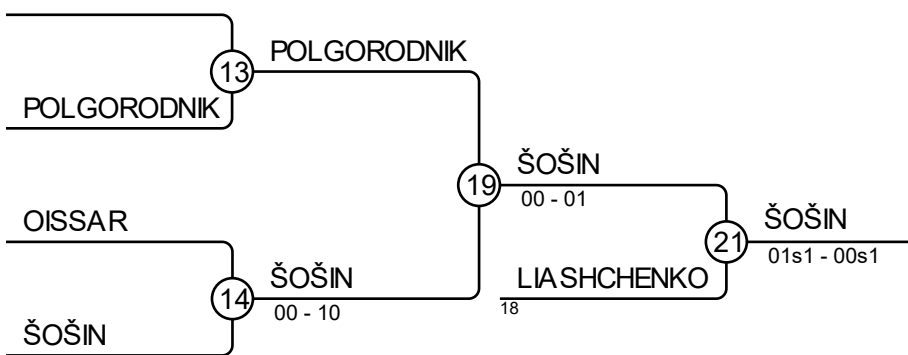 POLGORODNIK
13
POLGORODNIK
ŠOŠIN
19
00 - 01
OISSAR
ŠOŠIN
21
01s1 - 00s1
ŠOŠIN
14
00 - 10
LIASHCHENKO
18
ŠOŠIN